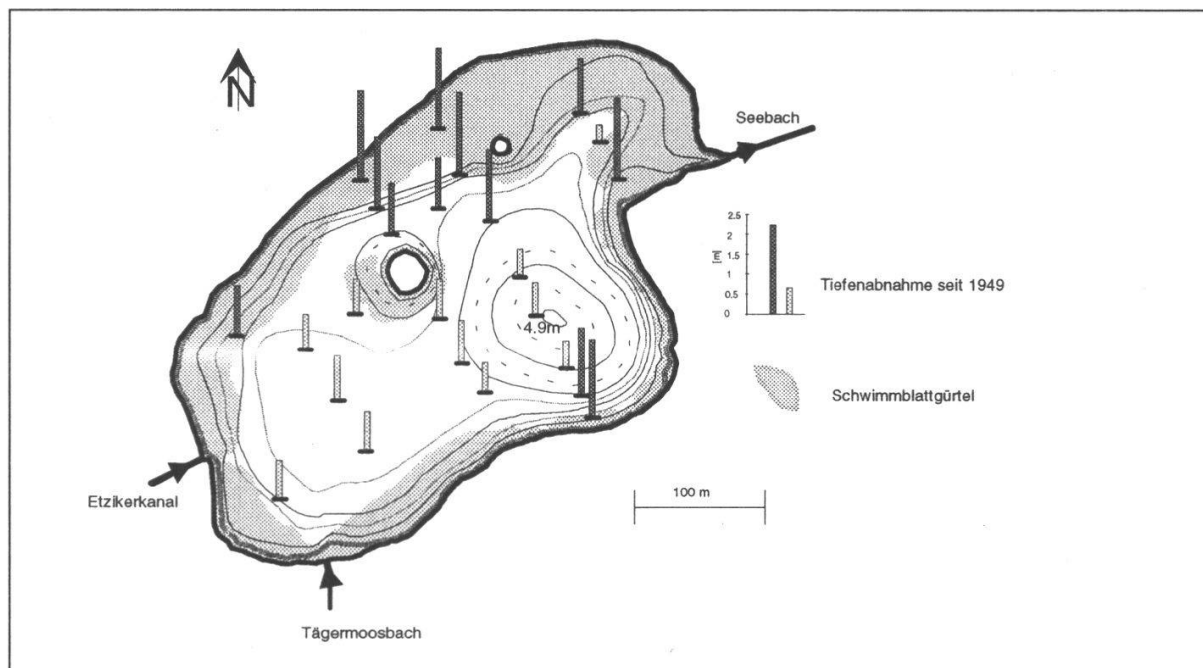 N
Seebach
2.5
2
1.5
1
0.5
0
[m]
Tiefenabnahme seit 1949
4.9m
Schwimmblattgürtel
Etzikerkanal
100 m
Tägermoosbach